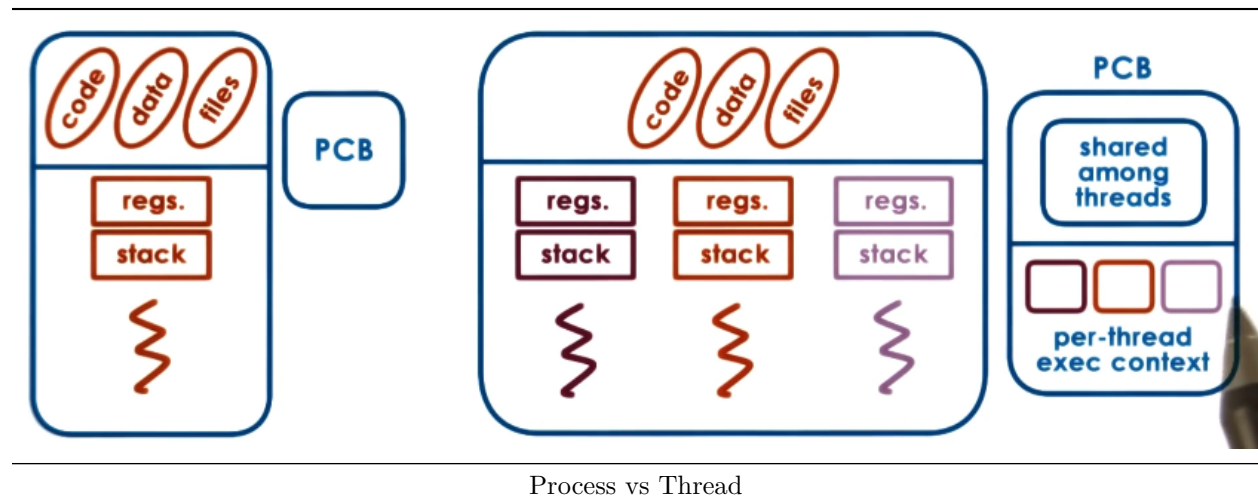 code
data
files
PCB
regs.
stack
code
data
files
regs.
stack
regs.
stack
regs.
stack
PCB
shared
among
threads
per-thread
exec context
Process vs Thread